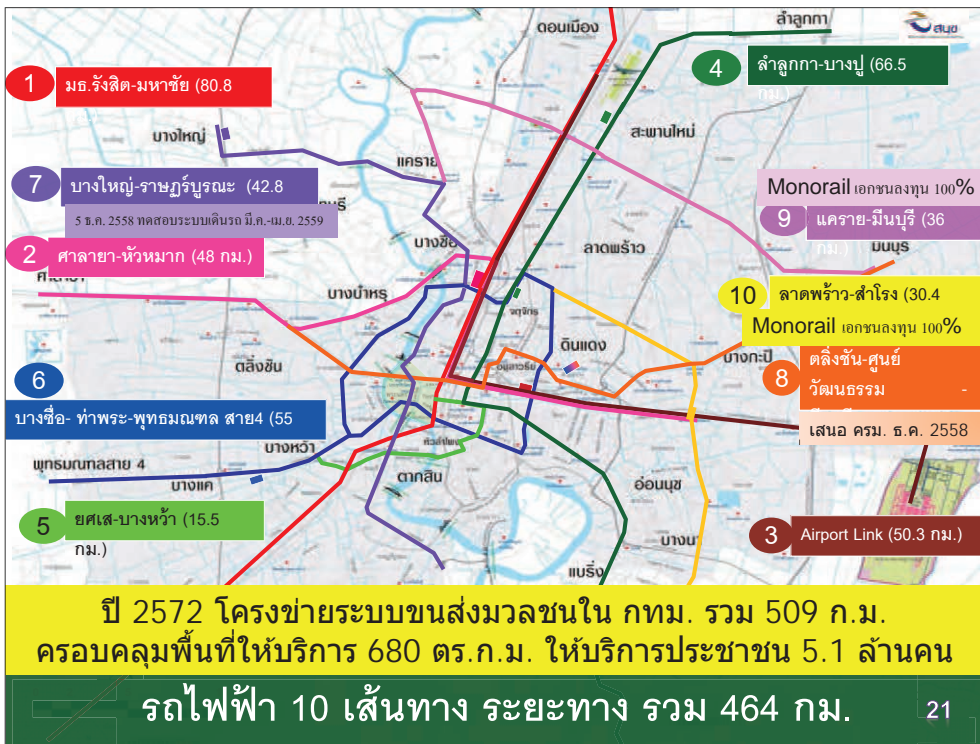 ดอนเมือง
ลำลูกกา
สนข
1 มธ.รังสิต-มหาชัย (80.8
4 ลำลูกกา-บางปู (66.5
กม.)
บางใหญ่
สะพานใหม่
แคราย
7 บางใหญ่-ราษฎร์บูรณะ (42.8
5 ธ.ค. 2558 ทดสอบระบบเดินรถ มี.ค.-เม.ย. 2559
Monorail เอกชนลงทุน 100%
9 แคราย-มีนบุรี (36
กม.)
มีนบุรี
บางซื่อ
ลาดพร้าว
2 ศาลายา-หัวหมาก (48 กม.)
ศาลายา
บางบำหรุ
10 ลาดพร้าว-สำโรง (30.4
Monorail เอกชนลงทุน 100%
จตุจักร
ดินแดง
อนุสาวรีย์
บางกะปิ
ตลิ่งชัน
8 ตลิ่งชัน-ศูนย์
วัฒนธรรม -
เสนอ ครม. ธ.ค. 2558
6
บางซื่อ- ท่าพระ-พุทธมณฑล สาย4 (55
หัวลำโพง
บางหว้า
พุทธมณฑลสาย 4
บางแค
ตากสิน
อ่อนนุช
5 ยศเส-บางหว้า (15.5
กม.)
บางนา
3 Airport Link (50.3 กม.)
แบริ่ง
ปี 2572 โครงข่ายระบบขนส่งมวลชนใน กทม. รวม 509 ก.ม.
ครอบคลุมพื้นที่ให้บริการ 680 ตร.ก.ม. ให้บริการประชาชน 5.1 ล้านคน
รถไฟฟ้า 10 เส้นทาง ระยะทาง รวม 464 กม.
21